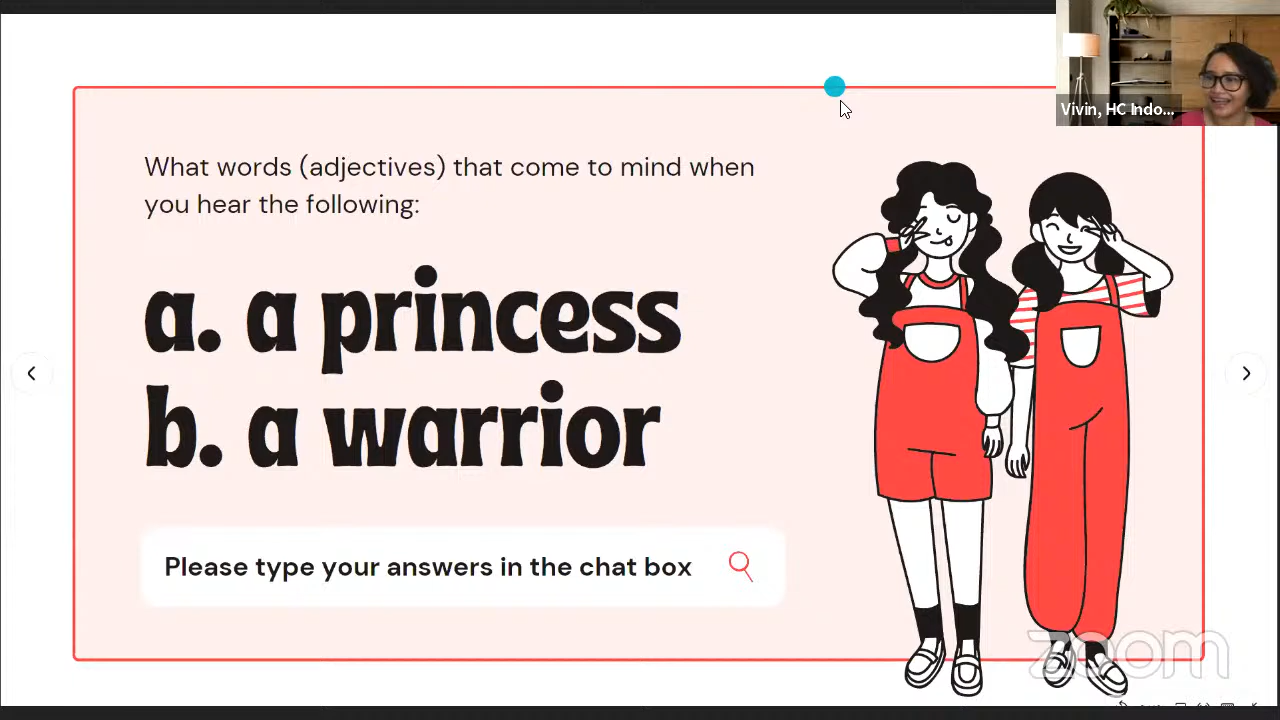 Vivin, HC Indo...
What words (adjectives) that come to mind when
you hear the following:
a. a princess
b. a warrior
Please type your answers in the chat box
zoom